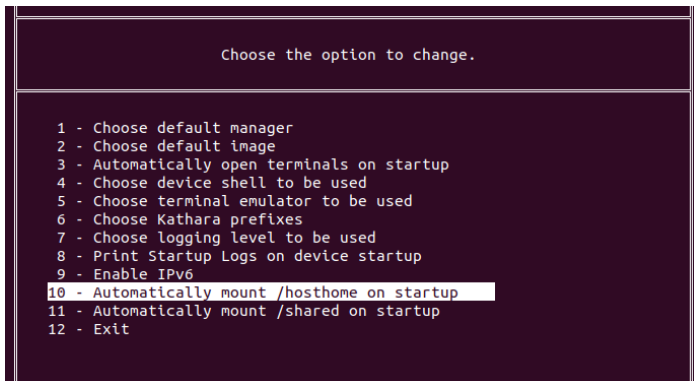 Choose the option to change.
1 - Choose default manager
2 - Choose default image
3 - Automatically open terminals on startup
4 - Choose device shell to be used
5 - Choose terminal emulator to be used
6 - Choose Kathara prefixes
7 - Choose logging level to be used
8 - Print Startup Logs on device startup
9 - Enable IPv6
10 - Automatically mount /hosthome on startup
11 - Automatically mount /shared on startup
12 - Exit